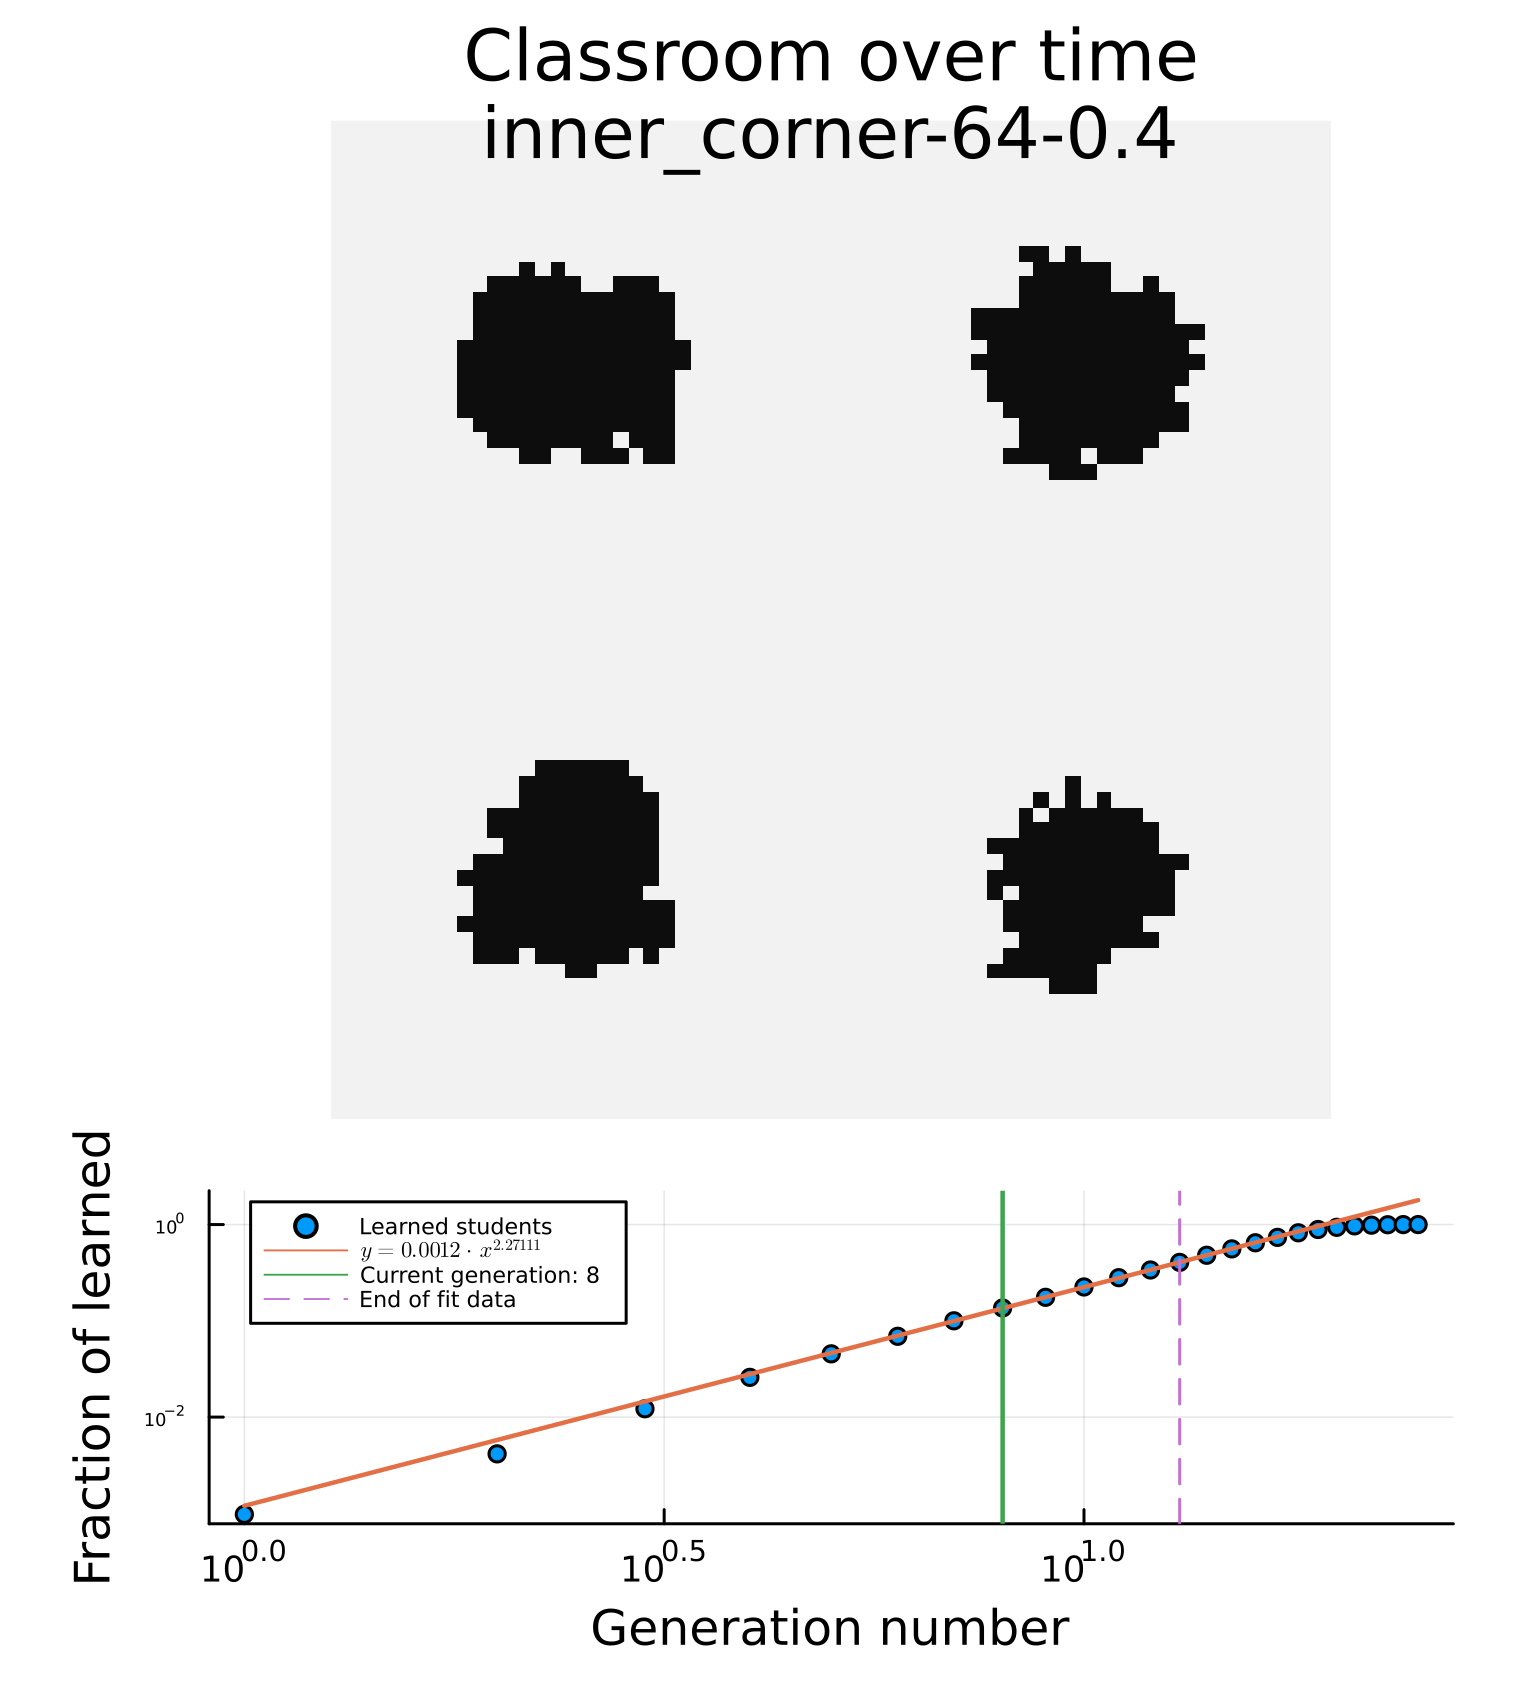 Classroom over time
inner_corner-64-0.4
Fraction of learned
10^0
10^−2
Learned students
y = 0.0012 · x^2.27111
Current generation: 8
End of fit data
10^0.0
10^0.5
10^1.0
Generation number